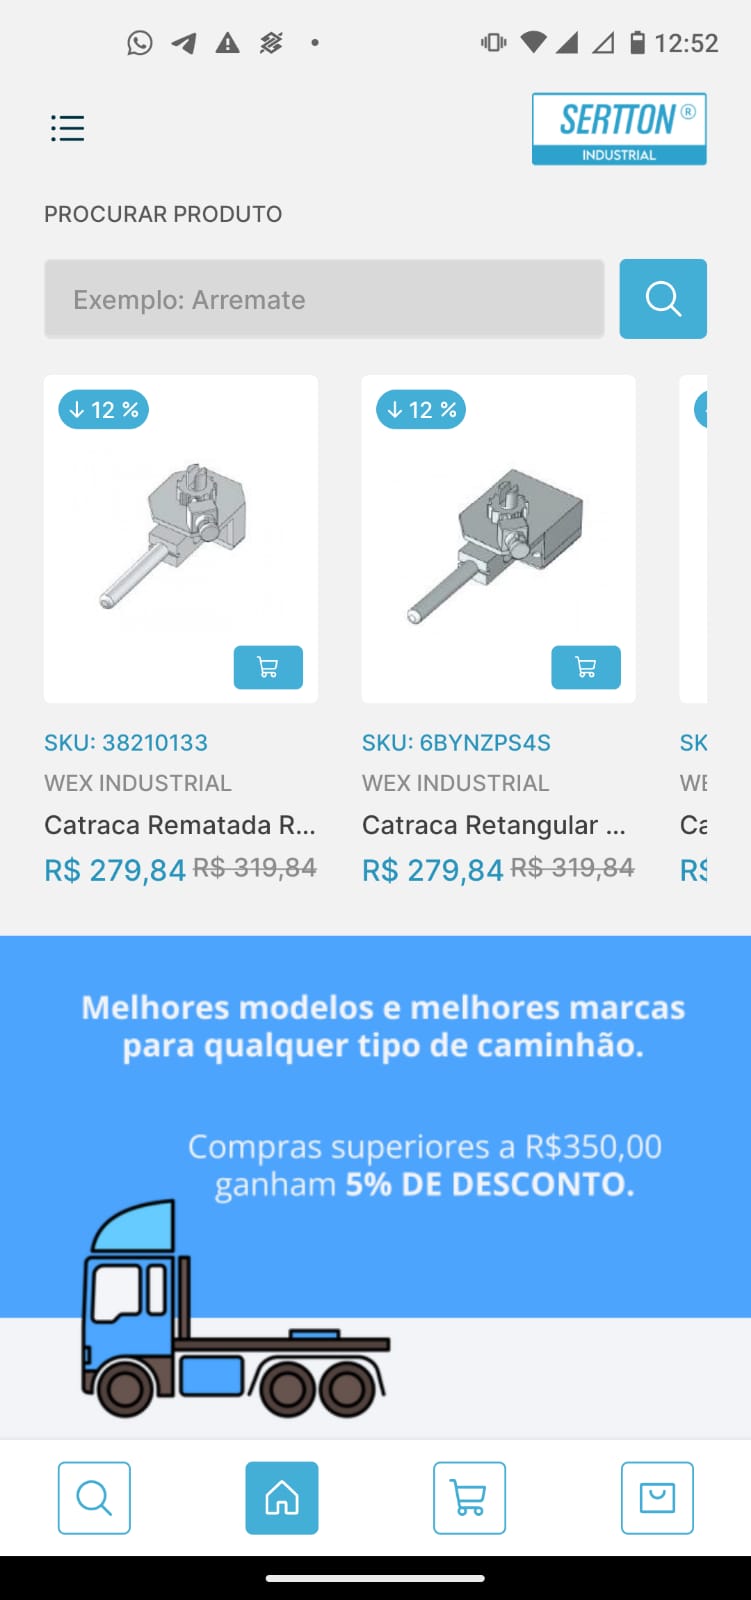 12:52
SERTTON ®
INDUSTRIAL
PROCURAR PRODUTO
Exemplo: Arremate
↓ 12 %
↓ 12 %
SKU: 38210133
SKU: 6BYNZPS4S
SK
WEX INDUSTRIAL
WEX INDUSTRIAL
WE
Catraca Rematada R...
Catraca Retangular ...
Ca
R$ 279,84 R$ 319,84
R$ 279,84 R$ 319,84
R$
Melhores modelos e melhores marcas
para qualquer tipo de caminhão.
Compras superiores a R$350,00
ganham 5% DE DESCONTO.